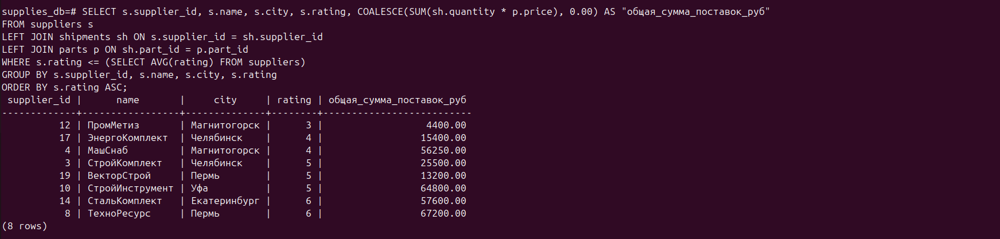 supplies_db=# SELECT s.supplier_id, s.name, s.city, s.rating, COALESCE(SUM(sh.quantity * p.price), 0.00) AS "общая_сумма_поставок_руб"
FROM suppliers s
LEFT JOIN shipments sh ON s.supplier_id = sh.supplier_id
LEFT JOIN parts p ON sh.part_id = p.part_id
WHERE s.rating <= (SELECT AVG(rating) FROM suppliers)
GROUP BY s.supplier_id, s.name, s.city, s.rating
ORDER BY s.rating ASC;
 supplier_id |      name       |     city     | rating | общая_сумма_поставок_руб
-------------+-----------------+--------------+--------+--------------------------
          12 | ПромМетиз       | Магнитогорск |      3 |                 4400.00
          17 | ЭнергоКомплект  | Челябинск    |      4 |                15400.00
           4 | МашСнаб         | Магнитогорск |      4 |                56250.00
           3 | СтройКомплект   | Челябинск    |      5 |                25500.00
          19 | ВекторСтрой     | Пермь        |      5 |                13200.00
          10 | СтройИнструмент | Уфа          |      5 |                64800.00
          14 | СтальКомплект   | Екатеринбург |      6 |                57600.00
           8 | ТехноРесурс     | Пермь        |      6 |                67200.00
(8 rows)